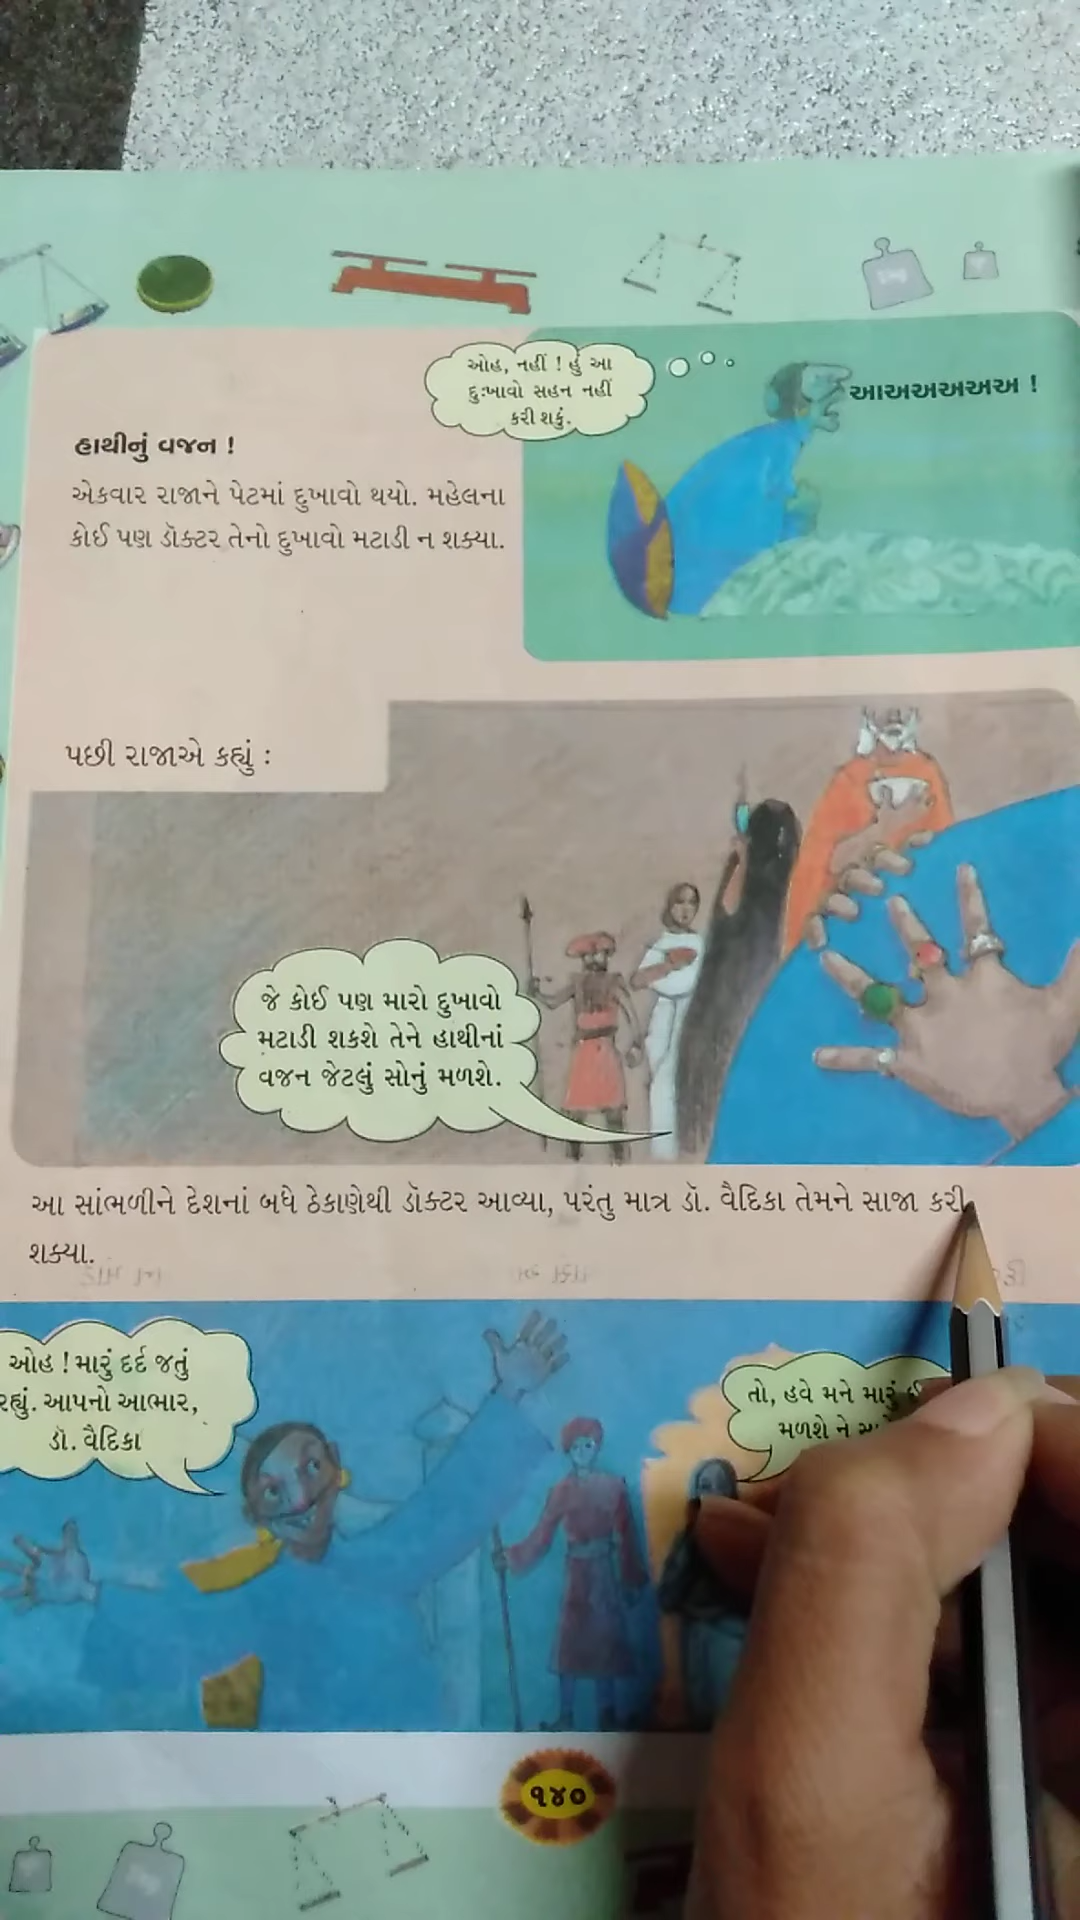 ઓહ, નહીં ! હું આ
દુઃખાવો સહન નહીં
કરી શકું.
આઅઅઅઅઅ !
હાથીનું વજન !
એકવાર રાજાને પેટમાં દુખાવો થયો. મહેલના
કોઈ પણ ડૉક્ટર તેનો દુખાવો મટાડી ન શક્યા.
પછી રાજાએ કહ્યું :
જે કોઈ પણ મારો દુખાવો
મટાડી શકશે તેને હાથીનાં
વજન જેટલું સોનું મળશે.
આ સાંભળીને દેશનાં બધે ઠેકાણેથી ડૉક્ટર આવ્યા, પરંતુ માત્ર ડૉ. વૈદિકા તેમને સાજા કરી
શક્યા.
ઓહ ! મારું દર્દ જતું
રહ્યું. આપનો આભાર,
ડૉ. વૈદિકા
તો, હવે મને મારું
મળશે ને
૧૪૦